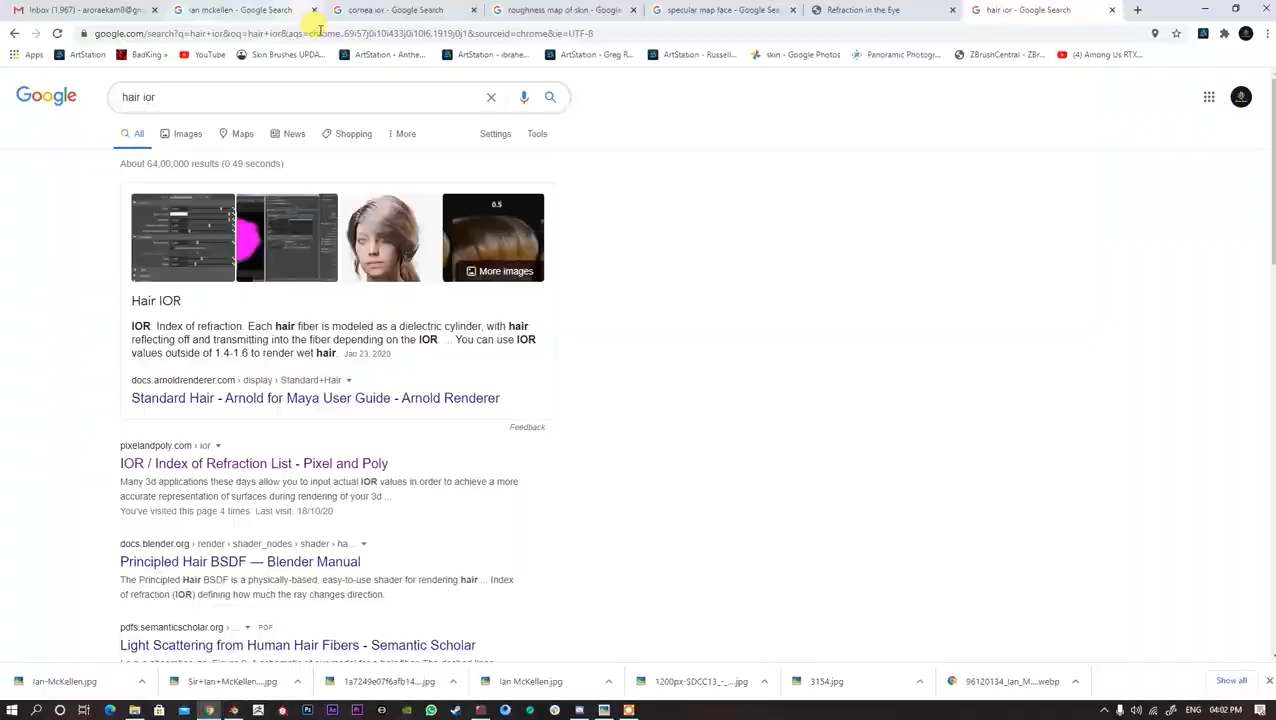 Inbox (1,967) - aroraekam8@gm
ian mckellen - Google Search
cornea ior - Google Search
roughness map of skin - Google
specular map face - Google Sea
Refraction in the Eye
hair ior - Google Search
google.com/search?q=hair+ior&oq=hair+ior&aqs=chrome..69i57j0i10i433j0i10l6.1919j0j1&sourceid=chrome&ie=UTF-8
Apps
ArtStation
BadKing »
YouTube
Skin Brushes UPDA...
ArtStation - Anthe...
ArtStation - ibrahe...
ArtStation - Greg R...
ArtStation - Russell...
skin - Google Photos
Panoramic Photogr...
ZBrushCentral - ZBr...
(4) Among Us RTX...
Google
hair ior
All
Images
Maps
News
Shopping
More
Settings
Tools
About 64,00,000 results (0.49 seconds)
0.5
More images
Hair IOR
IOR. Index of refraction. Each hair fiber is modeled as a dielectric cylinder, with hair
reflecting off and transmitting into the fiber depending on the IOR. ... You can use IOR
values outside of 1.4-1.6 to render wet hair. Jan 23, 2020
docs.arnoldrenderer.com › display › Standard+Hair
Standard Hair - Arnold for Maya User Guide - Arnold Renderer
Feedback
pixelandpoly.com › ior
IOR / Index of Refraction List - Pixel and Poly
Many 3d applications these days allow you to input actual IOR values in order to achieve a more
accurate representation of surfaces during rendering of your 3d ...
You've visited this page 4 times. Last visit: 18/10/20
docs.blender.org › render › shader_nodes › shader › ha...
Principled Hair BSDF — Blender Manual
The Principled Hair BSDF is a physically-based, easy-to-use shader for rendering hair ... Index
of refraction (IOR) defining how much the ray changes direction.
pdfs.semanticscholar.org › ...
PDF
Light Scattering from Human Hair Fibers - Semantic Scholar
Ian-McKellen.jpg
Sir+Ian+McKellen....jpg
1a7249e07f6afb14....jpg
Ian McKellen.jpg
1200px-SDCC13_-_....jpg
3154.jpg
96120134_Ian_M....webp
Show all
ENG
04:02 PM